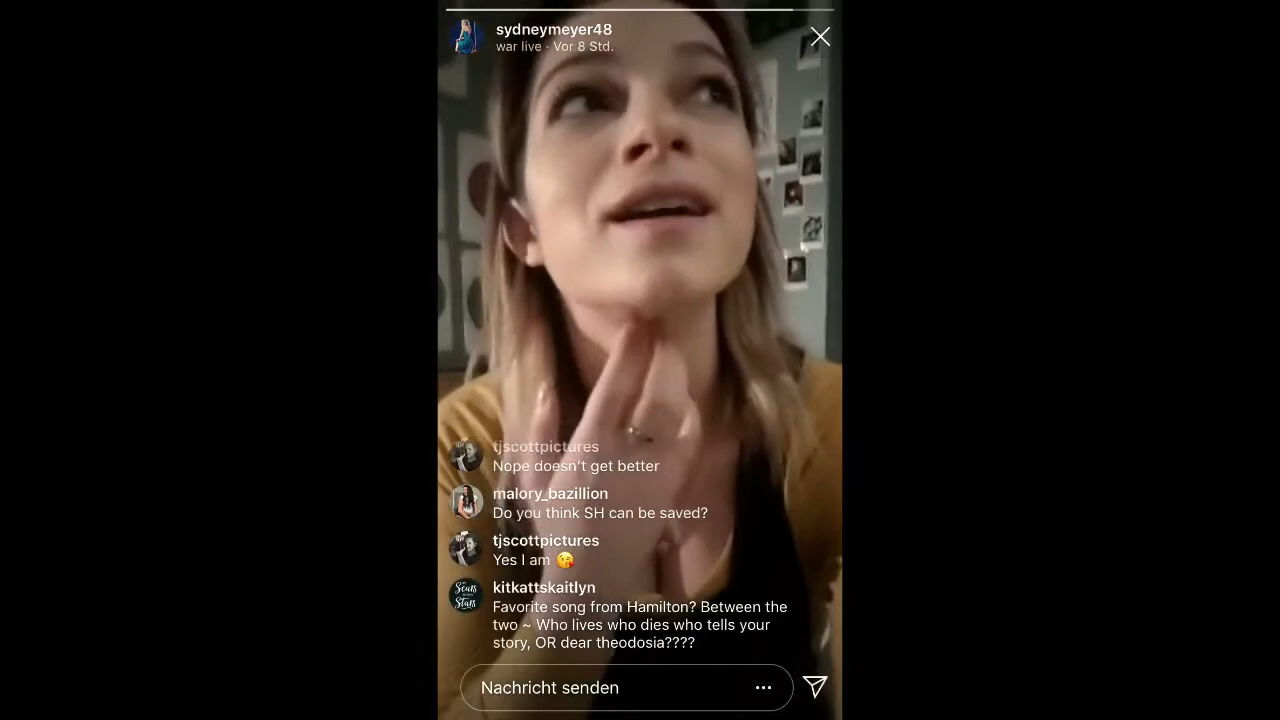 sydneymeyer48
war live · Vor 8 Std.
tjscottpictures
Nope doesn't get better
malory_bazillion
Do you think SH can be saved?
tjscottpictures
Yes I am 😘
kitkattskaitlyn
Favorite song from Hamilton? Between the
two ~ Who lives who dies who tells your
story, OR dear theodosia????
Nachricht senden